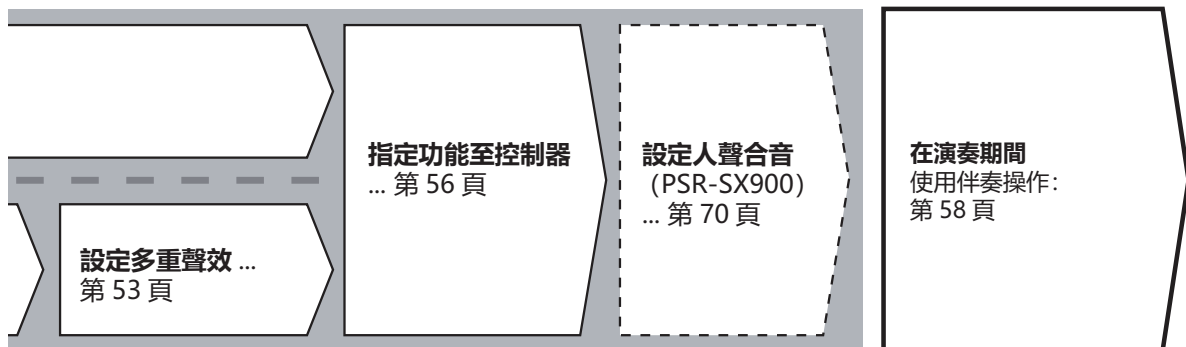 設定多重聲效 ...
第 53 頁
指定功能至控制器
... 第 56 頁
設定人聲合音
（PSR-SX900）
... 第 70 頁
在演奏期間
使用伴奏操作：
第 58 頁